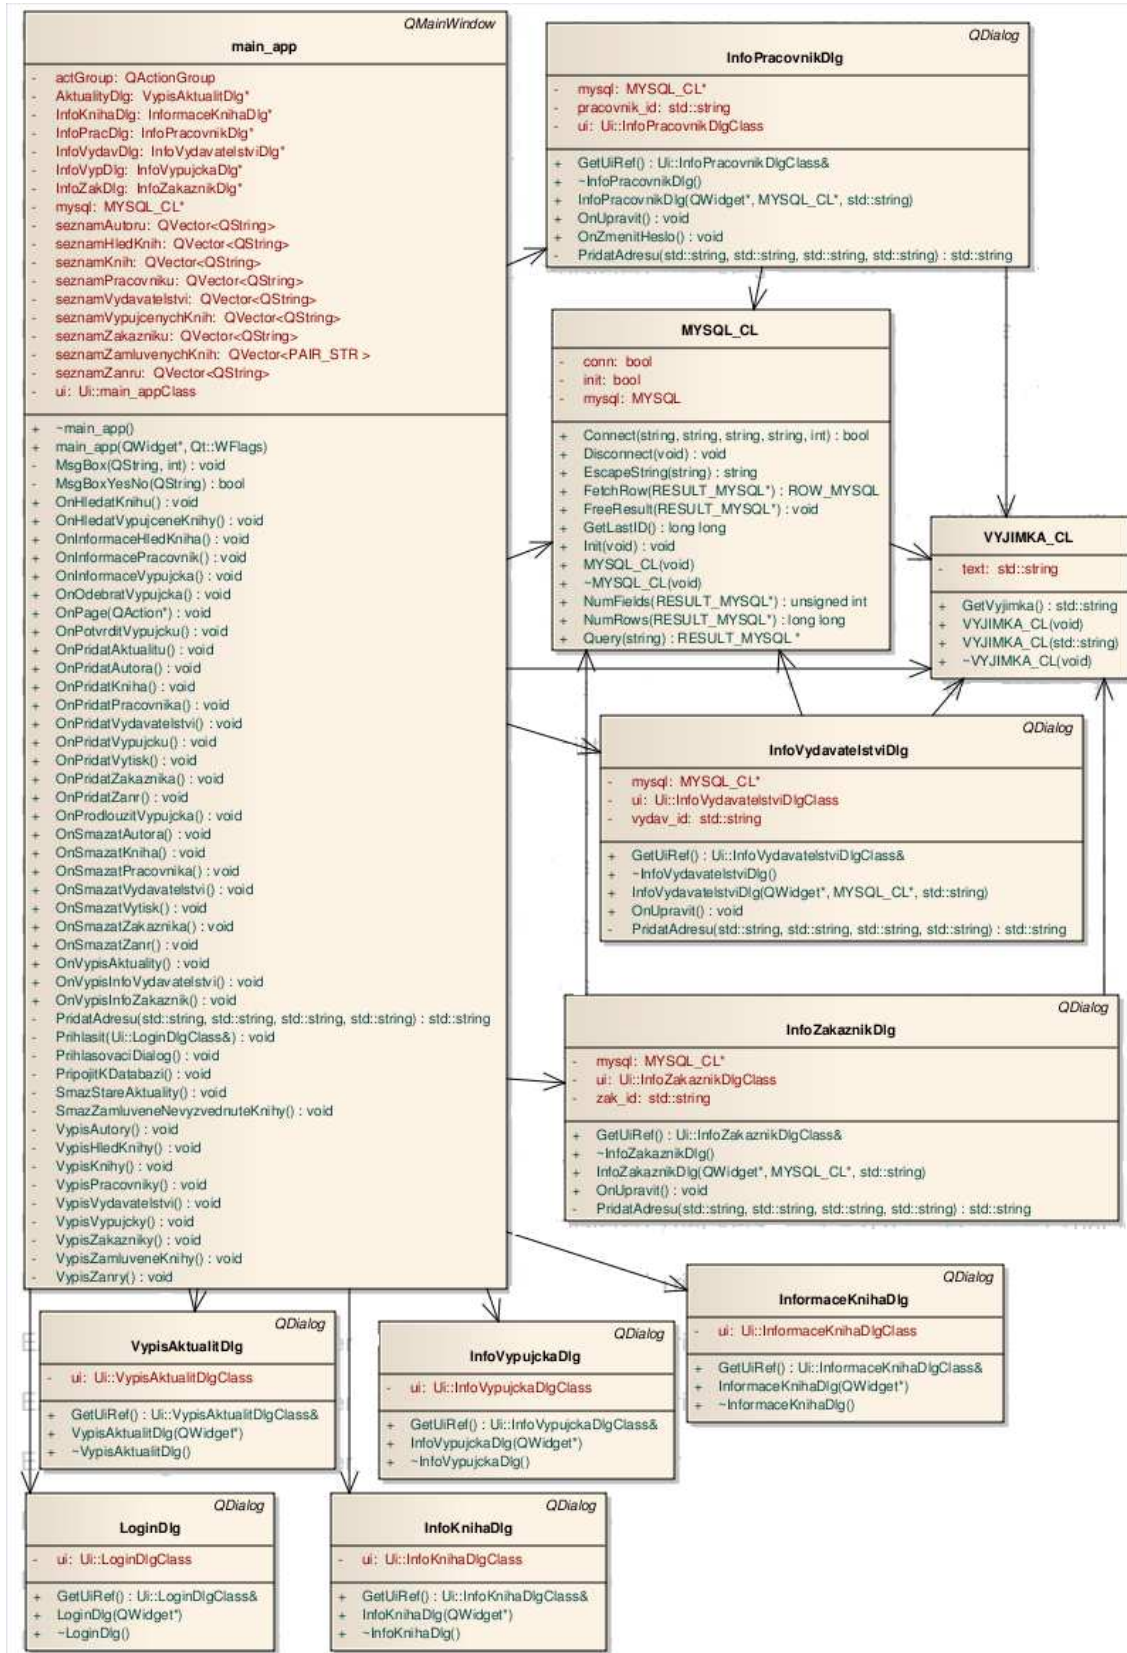 QMainWindow
main_app
- actGroup: QActionGroup
- AktualityDlg: VypisAktualitDlg*
- InfoKnihaDlg: InformaceKnihaDlg*
- InfoPracDlg: InfoPracovnikDlg*
- InfoVydavDlg: InfoVydavatelstviDlg*
- InfoVypDlg: InfoVypujckaDlg*
- InfoZakDlg: InfoZakaznikDlg*
- mysql: MYSQL_CL*
- seznamAutoru: QVector<QString>
- seznamHledKnih: QVector<QString>
- seznamKnih: QVector<QString>
- seznamPracovniku: QVector<QString>
- seznamVydavatelstvi: QVector<QString>
- seznamVypujcenychKnih: QVector<QString>
- seznamZakazniku: QVector<QString>
- seznamZamluvenychKnih: QVector<PAIR_STR >
- seznamZanru: QVector<QString>
- ui: Ui::main_appClass
+ ~main_app()
+ main_app(QWidget*, Qt::WFlags)
- MsgBox(QString, int) : void
- MsgBoxYesNo(QString) : bool
+ OnHledatKnihu() : void
+ OnHledatVypujceneKnihy() : void
+ OnInformaceHledKniha() : void
+ OnInformacePracovnik() : void
+ OnInformaceVypujcka() : void
+ OnOdebratVypujcka() : void
+ OnPage(QAction*) : void
+ OnPotvrditVypujcku() : void
+ OnPridatAktualitu() : void
+ OnPridatAutora() : void
+ OnPridatKniha() : void
+ OnPridatPracovnika() : void
+ OnPridatVydavatelstvi() : void
+ OnPridatVypujcku() : void
+ OnPridatVytisk() : void
+ OnPridatZakaznika() : void
+ OnPridatZanr() : void
+ OnProdlouzitVypujcka() : void
+ OnSmazatAutora() : void
+ OnSmazatKniha() : void
+ OnSmazatPracovnika() : void
+ OnSmazatVydavatelstvi() : void
+ OnSmazatVytisk() : void
+ OnSmazatZakaznika() : void
+ OnSmazatZanr() : void
+ OnVypisAktuality() : void
+ OnVypisInfoVydavatelstvi() : void
+ OnVypisInfoZakaznik() : void
- PridatAdresu(std::string, std::string, std::string, std::string) : std::string
- Prihlasit(Ui::LoginDlgClass&) : void
- PrihlasovaciDialog() : void
- PripojitKDatabazi() : void
- SmazStareAktuality() : void
- SmazZamluveneNevyzvednuteKnihy() : void
- VypisAutory() : void
- VypisHledKnihy() : void
- VypisKnihy() : void
- VypisPracovniky() : void
- VypisVydavatelstvi() : void
- VypisVypujcky() : void
- VypisZakazniky() : void
- VypisZamluveneKnihy() : void
- VypisZanry() : void
QDialog
InfoPracovnikDlg
- mysql: MYSQL_CL*
- pracovnik_id: std::string
- ui: Ui::InfoPracovnikDlgClass
+ GetUiRef() : Ui::InfoPracovnikDlgClass&
+ ~InfoPracovnikDlg()
+ InfoPracovnikDlg(QWidget*, MYSQL_CL*, std::string)
+ OnUpravit() : void
+ OnZmenitHeslo() : void
- PridatAdresu(std::string, std::string, std::string, std::string) : std::string
MYSQL_CL
- conn: bool
- init: bool
- mysql: MYSQL
+ Connect(string, string, string, string, int) : bool
+ Disconnect(void) : void
+ EscapeString(string) : string
+ FetchRow(RESULT_MYSQL*) : ROW_MYSQL
+ FreeResult(RESULT_MYSQL*) : void
+ GetLastID() : long long
+ Init(void) : void
+ MYSQL_CL(void)
+ ~MYSQL_CL(void)
+ NumFields(RESULT_MYSQL*) : unsigned int
+ NumRows(RESULT_MYSQL*) : long long
+ Query(string) : RESULT_MYSQL *
VYJIMKA_CL
- text: std::string
+ GetVyjimka() : std::string
+ VYJIMKA_CL(void)
+ VYJIMKA_CL(std::string)
+ ~VYJIMKA_CL(void)
QDialog
InfoVydavatelstviDlg
- mysql: MYSQL_CL*
- ui: Ui::InfoVydavatelstviDlgClass
- vydav_id: std::string
+ GetUiRef() : Ui::InfoVydavatelstviDlgClass&
+ ~InfoVydavatelstviDlg()
+ InfoVydavatelstviDlg(QWidget*, MYSQL_CL*, std::string)
+ OnUpravit() : void
- PridatAdresu(std::string, std::string, std::string, std::string) : std::string
QDialog
InfoZakaznikDlg
- mysql: MYSQL_CL*
- ui: Ui::InfoZakaznikDlgClass
- zak_id: std::string
+ GetUiRef() : Ui::InfoZakaznikDlgClass&
+ ~InfoZakaznikDlg()
+ InfoZakaznikDlg(QWidget*, MYSQL_CL*, std::string)
+ OnUpravit() : void
- PridatAdresu(std::string, std::string, std::string, std::string) : std::string
QDialog
InformaceKnihaDlg
- ui: Ui::InformaceKnihaDlgClass
+ GetUiRef() : Ui::InformaceKnihaDlgClass&
+ InformaceKnihaDlg(QWidget*)
+ ~InformaceKnihaDlg()
QDialog
VypisAktualitDlg
- ui: Ui::VypisAktualitDlgClass
+ GetUiRef() : Ui::VypisAktualitDlgClass&
+ VypisAktualitDlg(QWidget*)
+ ~VypisAktualitDlg()
QDialog
InfoVypujckaDlg
- ui: Ui::InfoVypujckaDlgClass
+ GetUiRef() : Ui::InfoVypujckaDlgClass&
+ InfoVypujckaDlg(QWidget*)
+ ~InfoVypujckaDlg()
QDialog
LoginDlg
- ui: Ui::LoginDlgClass
+ GetUiRef() : Ui::LoginDlgClass&
+ LoginDlg(QWidget*)
+ ~LoginDlg()
QDialog
InfoKnihaDlg
- ui: Ui::InfoKnihaDlgClass
+ GetUiRef() : Ui::InfoKnihaDlgClass&
+ InfoKnihaDlg(QWidget*)
+ ~InfoKnihaDlg()